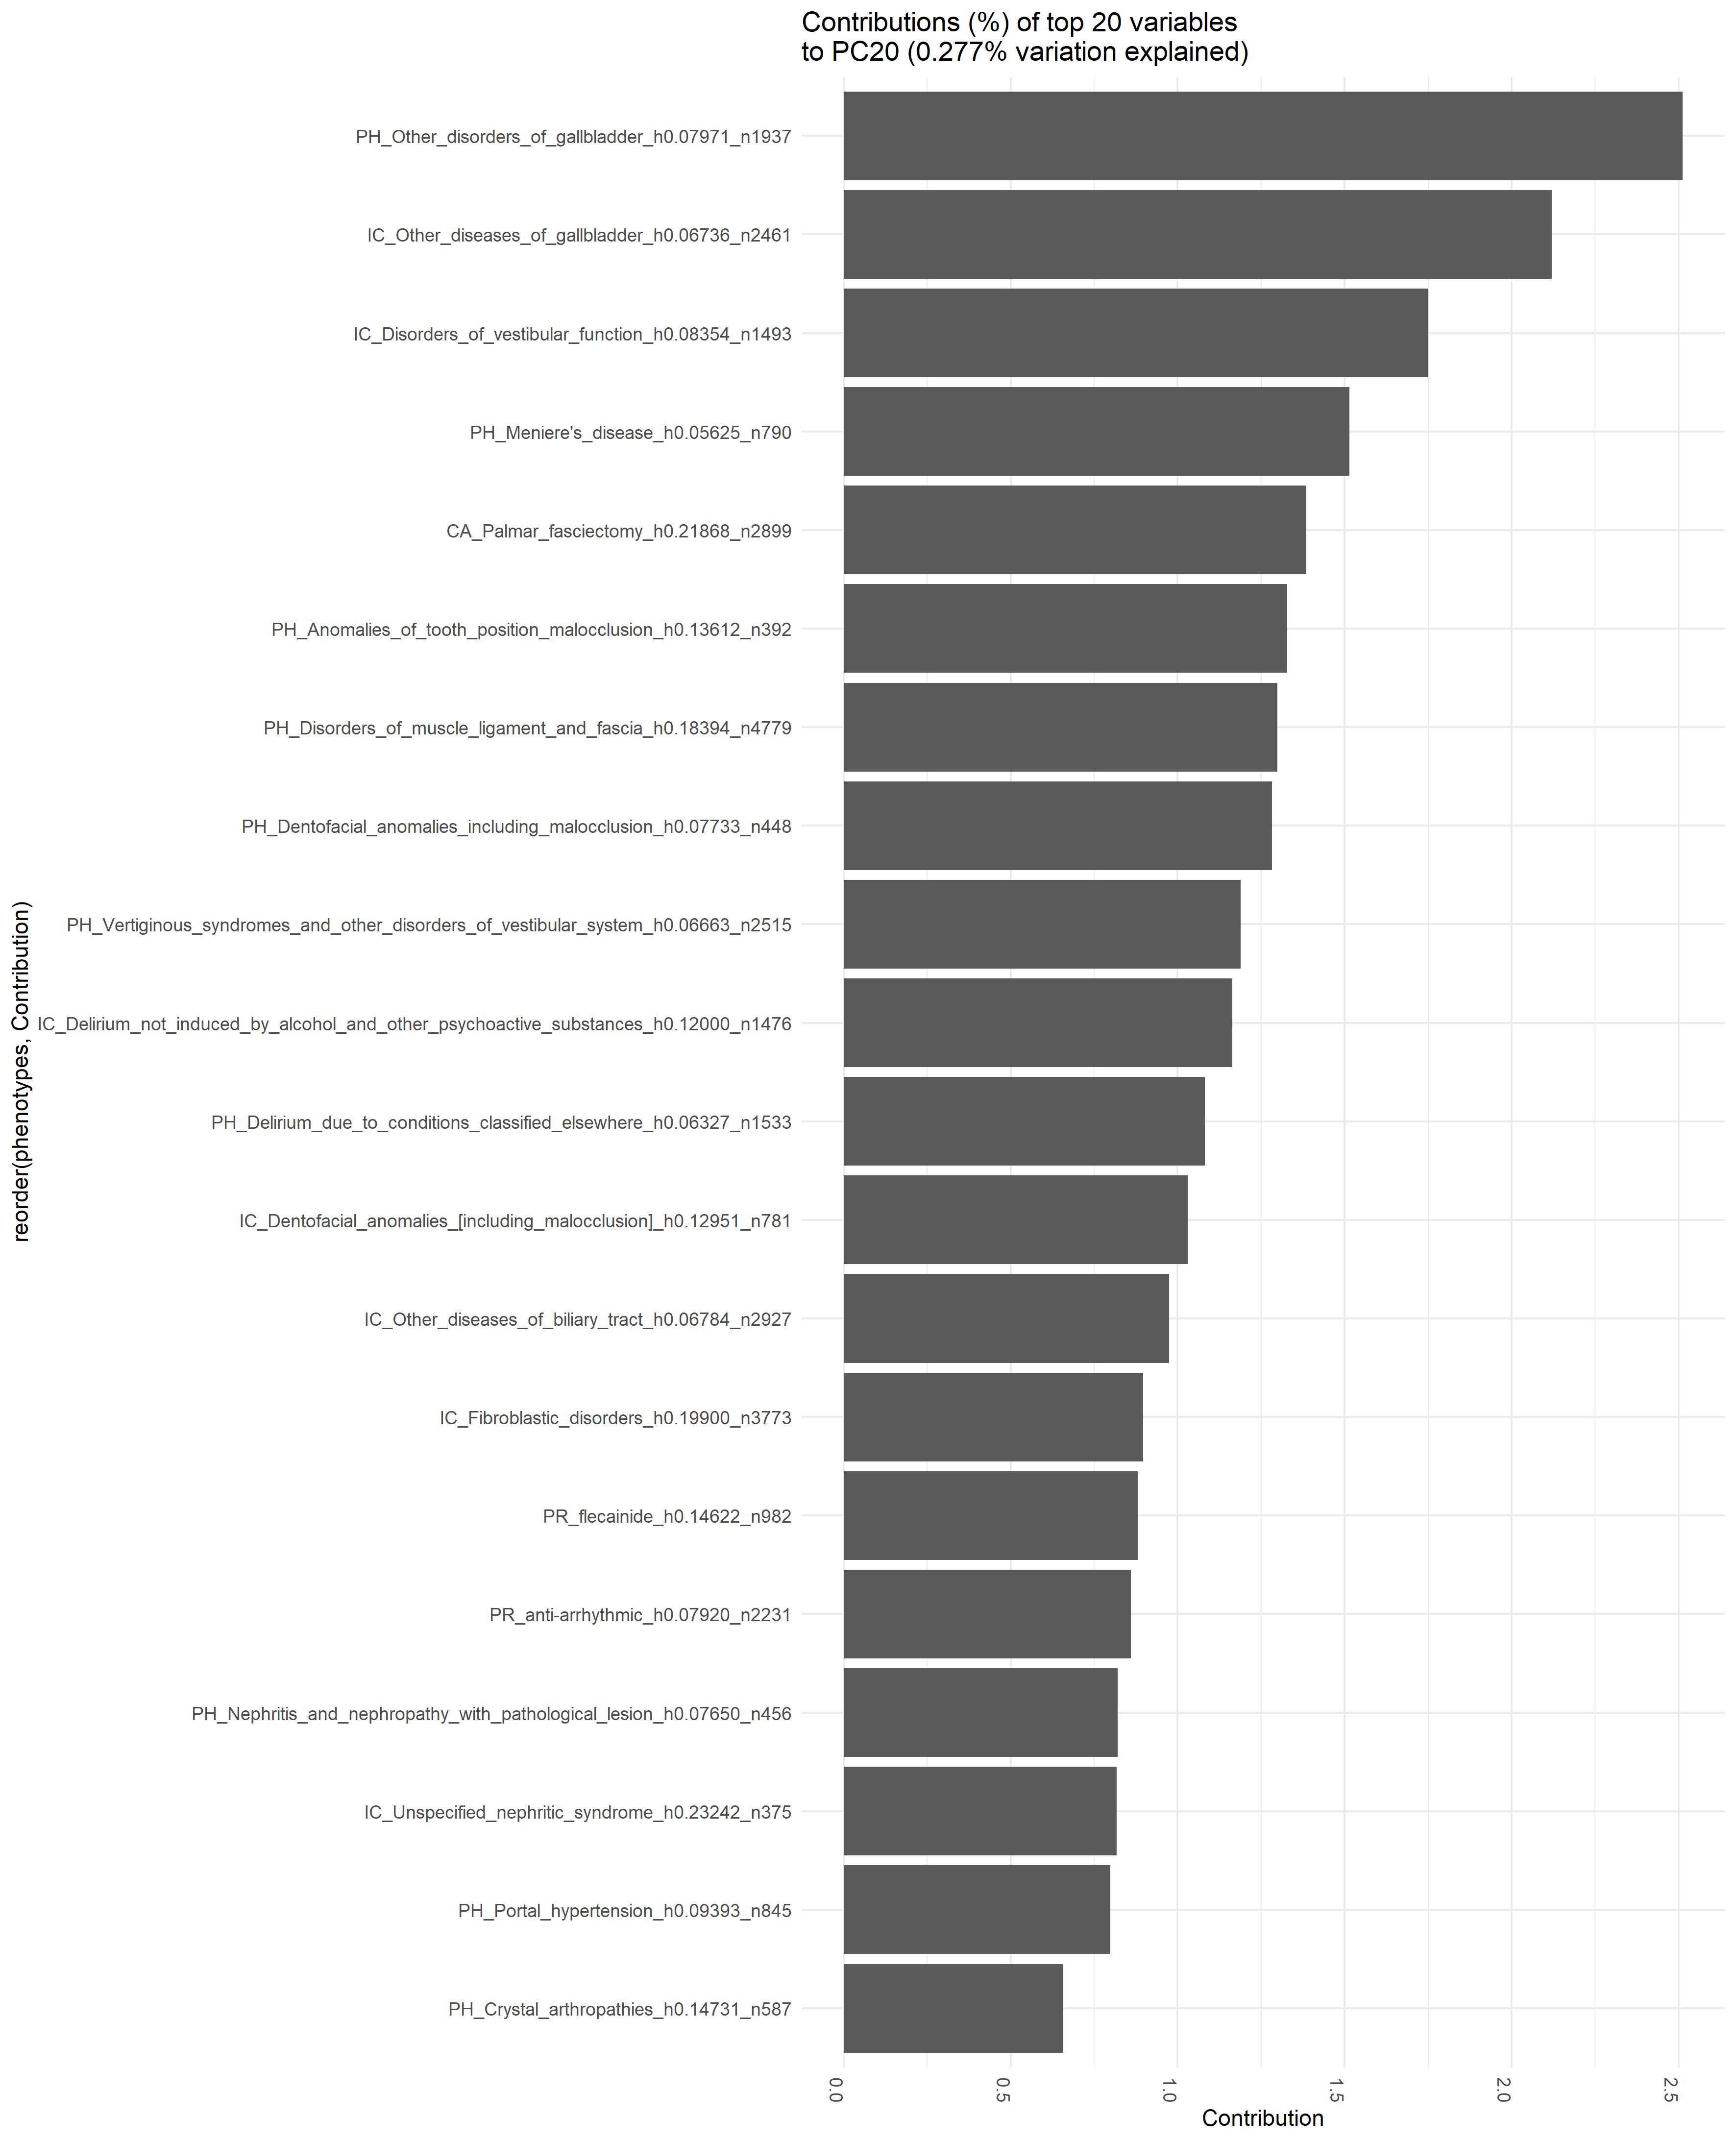 Contributions (%) of top 20 variables
to PC20 (0.277% variation explained)
PH_Other_disorders_of_gallbladder_h0.07971_n1937
IC_Other_diseases_of_gallbladder_h0.06736_n2461
IC_Disorders_of_vestibular_function_h0.08354_n1493
PH_Meniere's_disease_h0.05625_n790
CA_Palmar_fasciectomy_h0.21868_n2899
PH_Anomalies_of_tooth_position_malocclusion_h0.13612_n392
PH_Disorders_of_muscle_ligament_and_fascia_h0.18394_n4779
PH_Dentofacial_anomalies_including_malocclusion_h0.07733_n448
PH_Vertiginous_syndromes_and_other_disorders_of_vestibular_system_h0.06663_n2515
IC_Delirium_not_induced_by_alcohol_and_other_psychoactive_substances_h0.12000_n1476
PH_Delirium_due_to_conditions_classified_elsewhere_h0.06327_n1533
IC_Dentofacial_anomalies_[including_malocclusion]_h0.12951_n781
IC_Other_diseases_of_biliary_tract_h0.06784_n2927
IC_Fibroblastic_disorders_h0.19900_n3773
PR_flecainide_h0.14622_n982
PR_anti-arrhythmic_h0.07920_n2231
PH_Nephritis_and_nephropathy_with_pathological_lesion_h0.07650_n456
IC_Unspecified_nephritic_syndrome_h0.23242_n375
PH_Portal_hypertension_h0.09393_n845
PH_Crystal_arthropathies_h0.14731_n587
reorder(phenotypes, Contribution)
0.0
0.5
1.0
1.5
2.0
2.5
Contribution